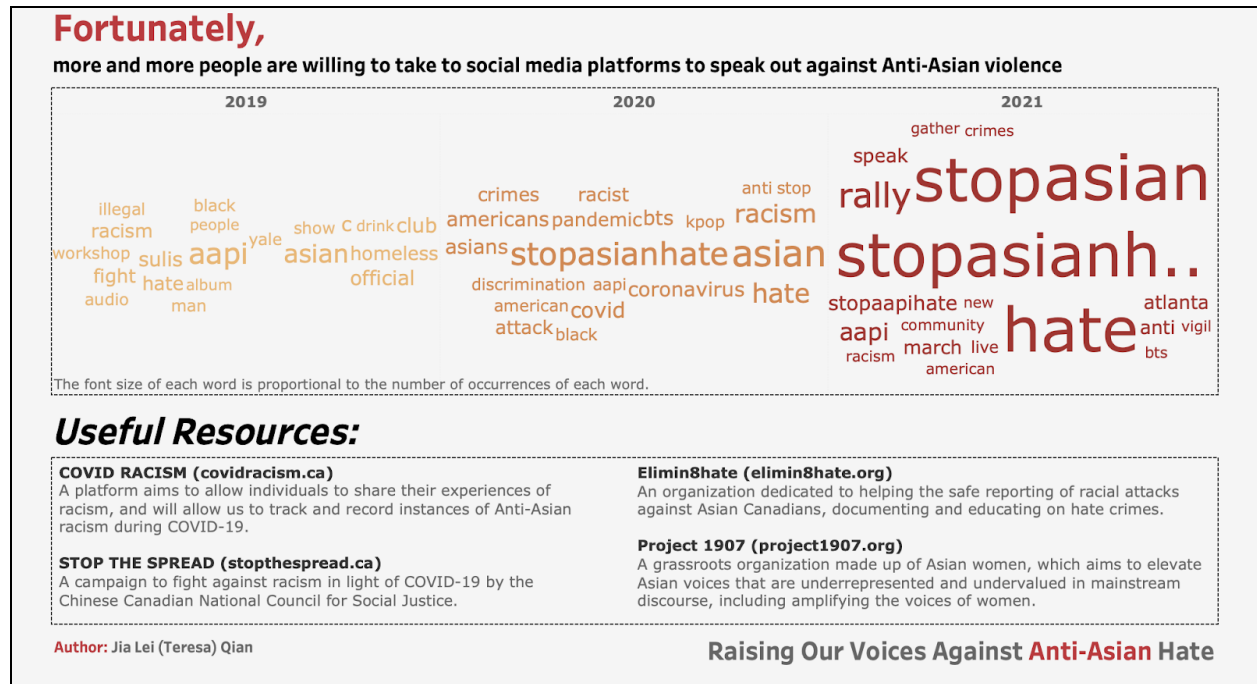 Fortunately,
more and more people are willing to take to social media platforms to speak out against Anti-Asian violence
2019
illegal
black
racism
people
show C drink club
yale
workshop
sulis
aapi
asian
homeless
fight
hate
album
official
audio
man
2020
crimes
racist
anti stop
americans
pandemic
bts
kpop
racism
asians
stopasianhate
asian
discrimination
aapi
coronavirus
hate
american
covid
attack
black
2021
gather
crimes
speak
stopasian
rally
stopasianh..
stopaapihate
new
hate
atlanta
aapi
community
anti
vigil
racism
march
live
bts
american
The font size of each word is proportional to the number of occurrences of each word.
Useful Resources:
COVID RACISM (covidracism.ca)
A platform aims to allow individuals to share their experiences of
racism, and will allow us to track and record instances of Anti-Asian
racism during COVID-19.
STOP THE SPREAD (stopthespread.ca)
A campaign to fight against racism in light of COVID-19 by the
Chinese Canadian National Council for Social Justice.
Elimin8hate (elimin8hate.org)
An organization dedicated to helping the safe reporting of racial attacks
against Asian Canadians, documenting and educating on hate crimes.
Project 1907 (project1907.org)
A grassroots organization made up of Asian women, which aims to elevate
Asian voices that are underrepresented and undervalued in mainstream
discourse, including amplifying the voices of women.
Author: Jia Lei (Teresa) Qian
Raising Our Voices Against Anti-Asian Hate